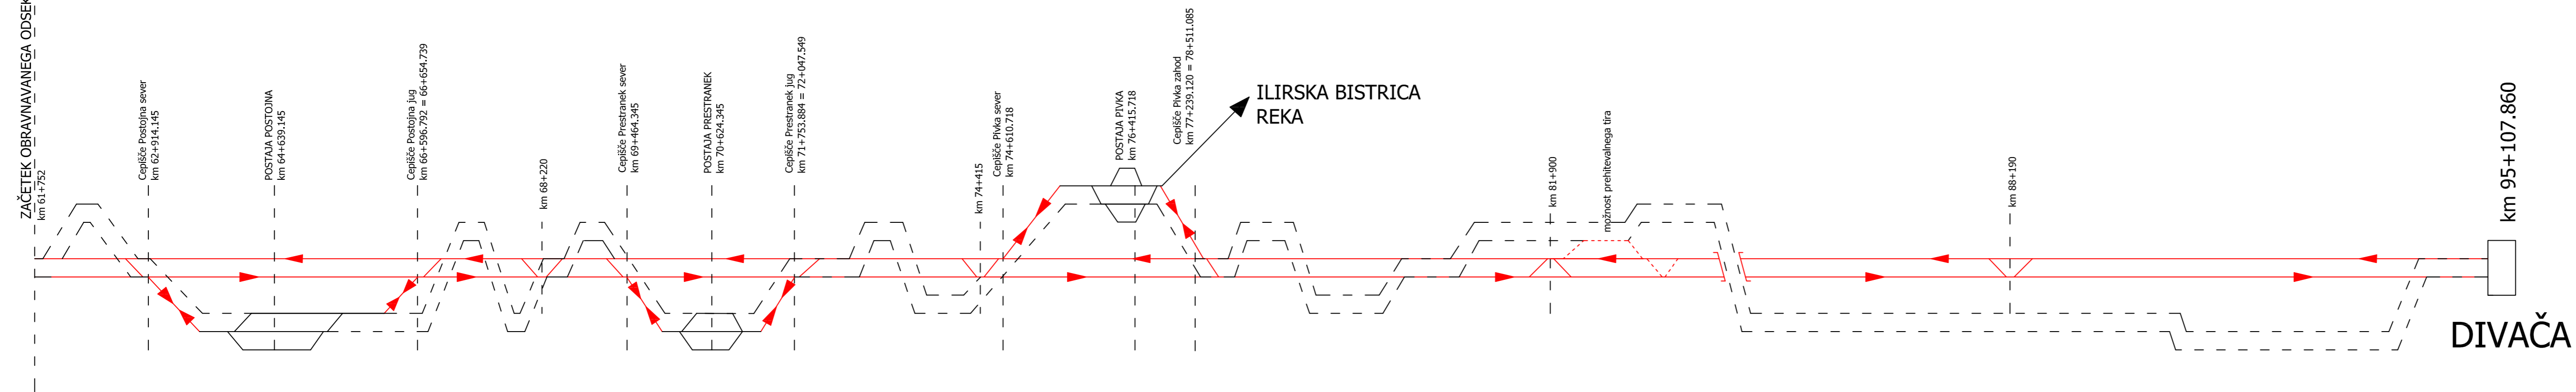 ZAČETEK OBRAVNAVANEGA ODSEKA
km 61+752
Cepišče Postojna sever
km 62+914.145
POSTAJA POSTOJNA
km 64+639.145
Cepišče Postojna jug
km 66+596.792 = 66+654.739
km 68+220
Cepišče Prestranek sever
km 69+464.345
POSTAJA PRESTRANEK
km 70+624.345
Cepišče Prestranek jug
km 71+753.884 = 72+047.549
km 74+415
Cepišče Pivka sever
km 74+610.718
POSTAJA PIVKA
km 76+415.718
Cepišče Pivka zahod
km 77+239.120 = 78+511.085
ILIRSKA BISTRICA
REKA
km 81+900
možnost prehitevalnega tira
km 88+190
km 95+107.860
DIVAČA